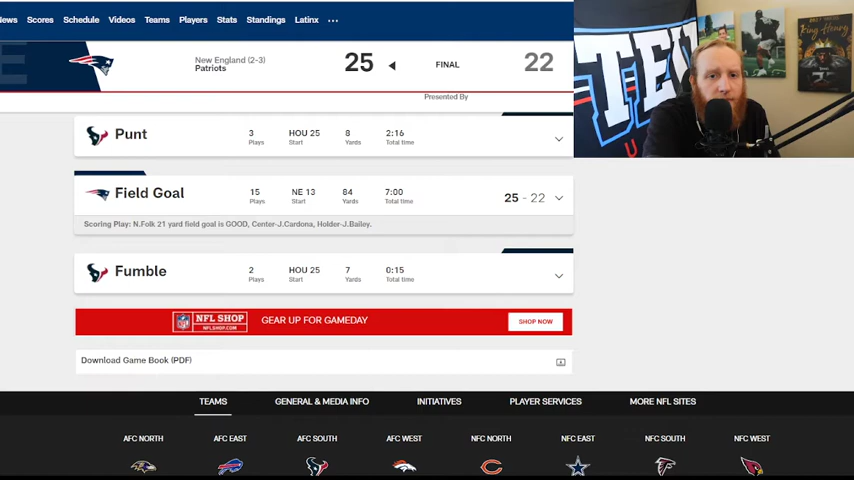 News Scores Schedule Videos Teams Players Stats Standings Latinx ...
New England (2-3)
Patriots
25 FINAL 22
Presented By
Punt 3 HOU 25 8 2:16
Plays Start Yards Total time
Field Goal 15 NE 13 84 7:00 25 - 22
Plays Start Yards Total time
Scoring Play: N.Folk 21 yard field goal is GOOD, Center-J.Cardona, Holder-J.Bailey.
Fumble 2 HOU 25 7 0:15
Plays Start Yards Total time
NFL SHOP
NFLSHOP.COM
GEAR UP FOR GAMEDAY
SHOP NOW
Download Game Book (PDF)
TEAMS GENERAL & MEDIA INFO INITIATIVES PLAYER SERVICES MORE NFL SITES
AFC NORTH AFC EAST AFC SOUTH AFC WEST NFC NORTH NFC EAST NFC SOUTH NFC WEST
TEN
King Henry